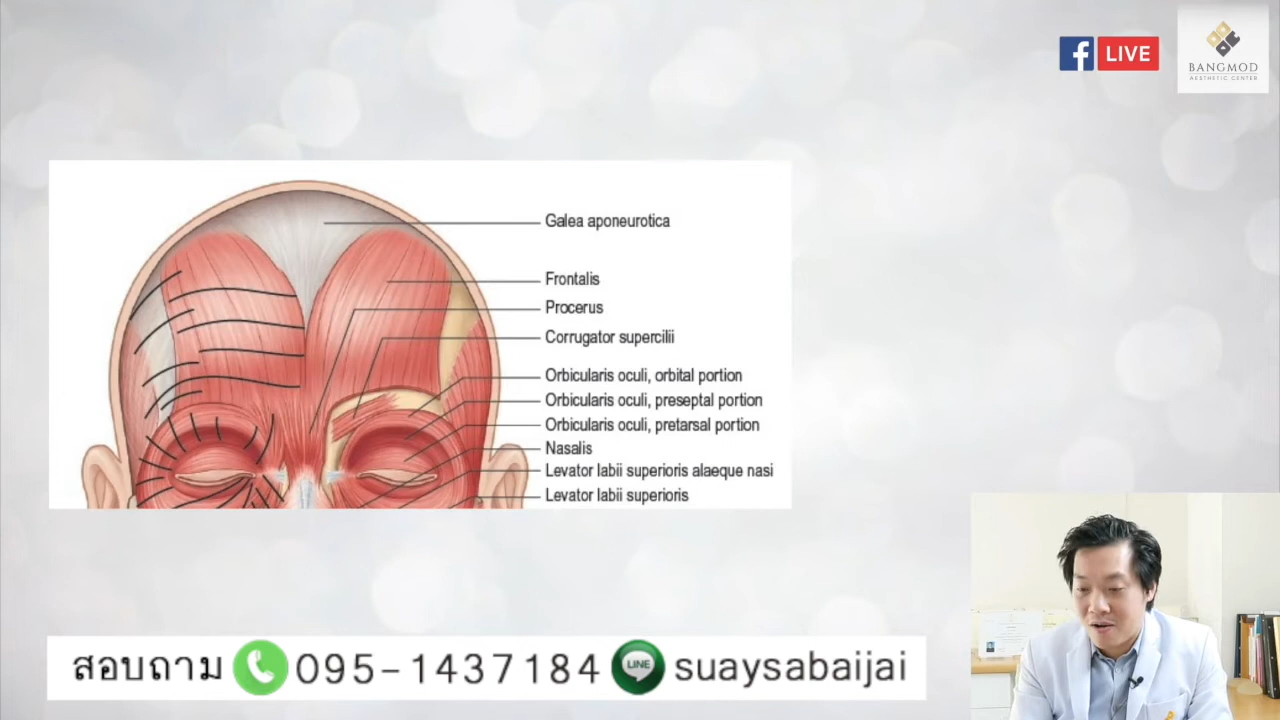 LIVE
BANGMOD
AESTHETIC CENTER
Galea aponeurotica
Frontalis
Procerus
Corrugator supercilii
Orbicularis oculi, orbital portion
Orbicularis oculi, preseptal portion
Orbicularis oculi, pretarsal portion
Nasalis
Levator labii superioris alaeque nasi
Levator labii superioris
สอบถาม 095-1437184 LINE suaysabaijai